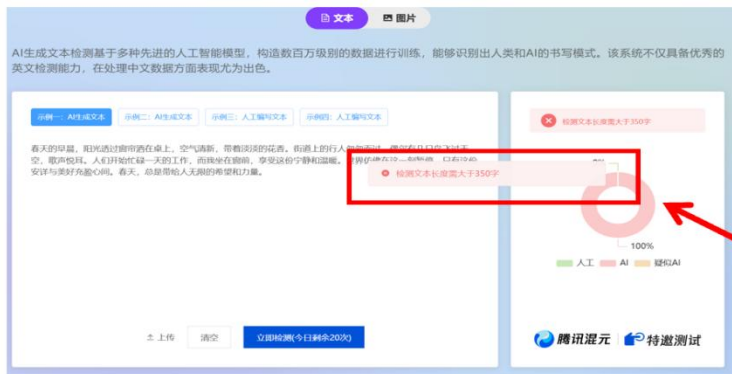 文本 图片
AI生成文本检测基于多种先进的人工智能模型，构造数百万级别的数据进行训练，能够识别出人类和AI的书写模式。该系统不仅具备优秀的
英文检测能力，在处理中文数据方面表现尤为出色。
示例一：AI生成文本 示例二：AI生成文本 示例三：人工编写文本 示例四：人工编写文本
春天的早晨，阳光透过窗帘洒在桌上，空气清新，带着淡淡的花香。街道上的行人
空，歌声悦耳。人们开始忙碌一天的工作，而我坐在窗前，享受这份宁静和温暖。
安详与美好充盈心间。春天，总是带给人无限的希望和力量。
检测文本长度需大于350字
检测文本长度需大于350字
100%
人工 AI 疑似AI
上传 清空 立即检测(今日剩余20次)
腾讯混元 特邀测试